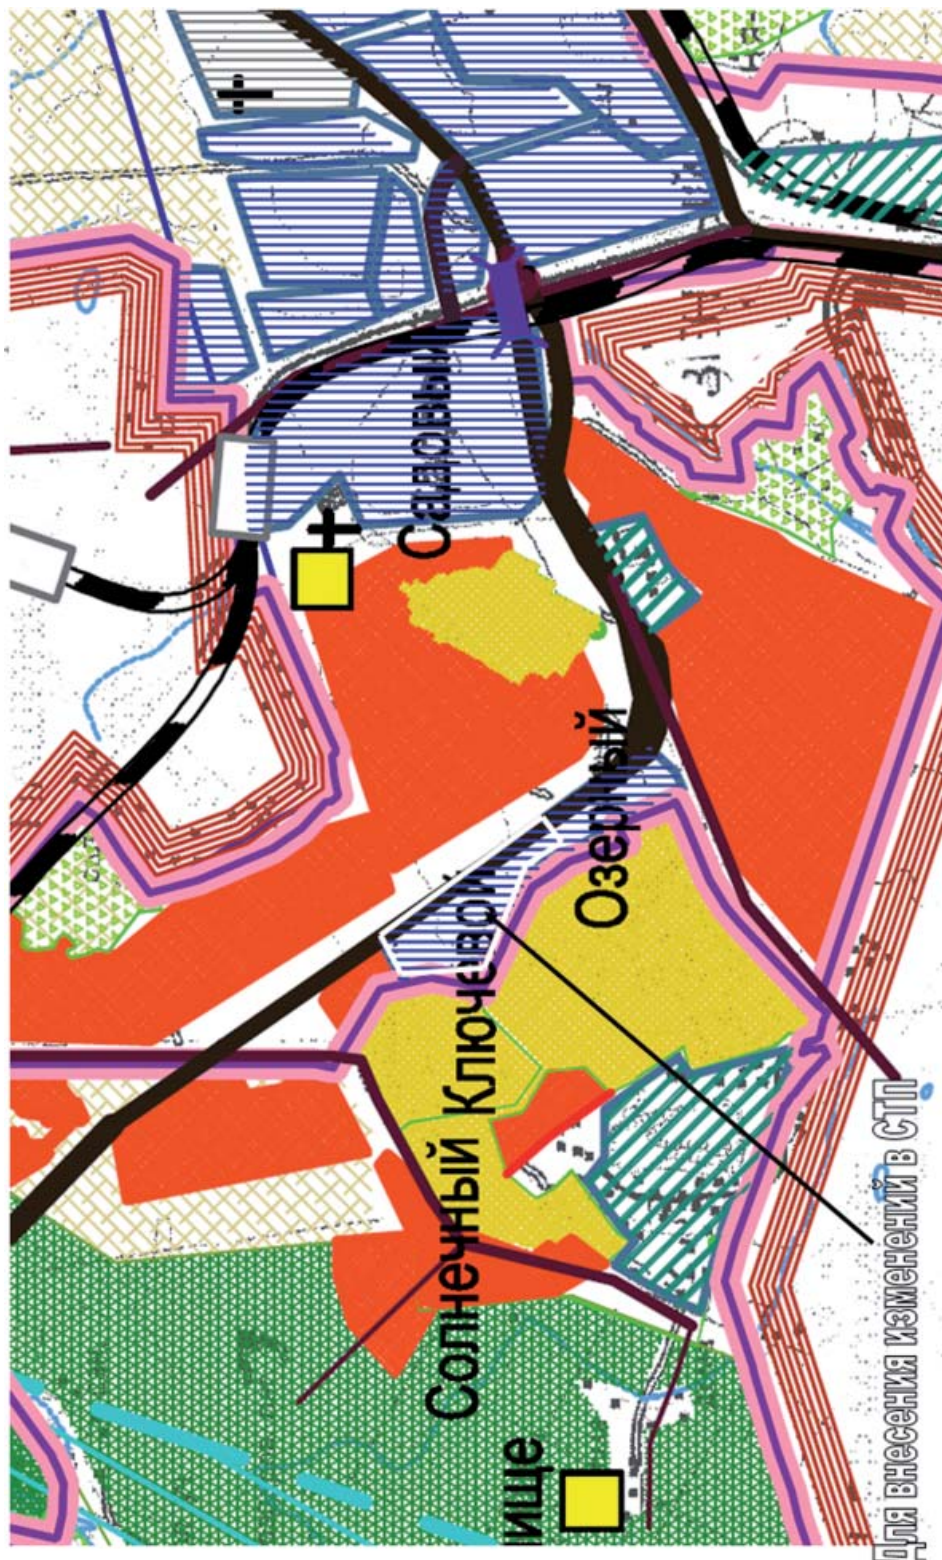 Садовый
Озерный
Солнечный Ключевой
ище
Для внесения изменений в СТП